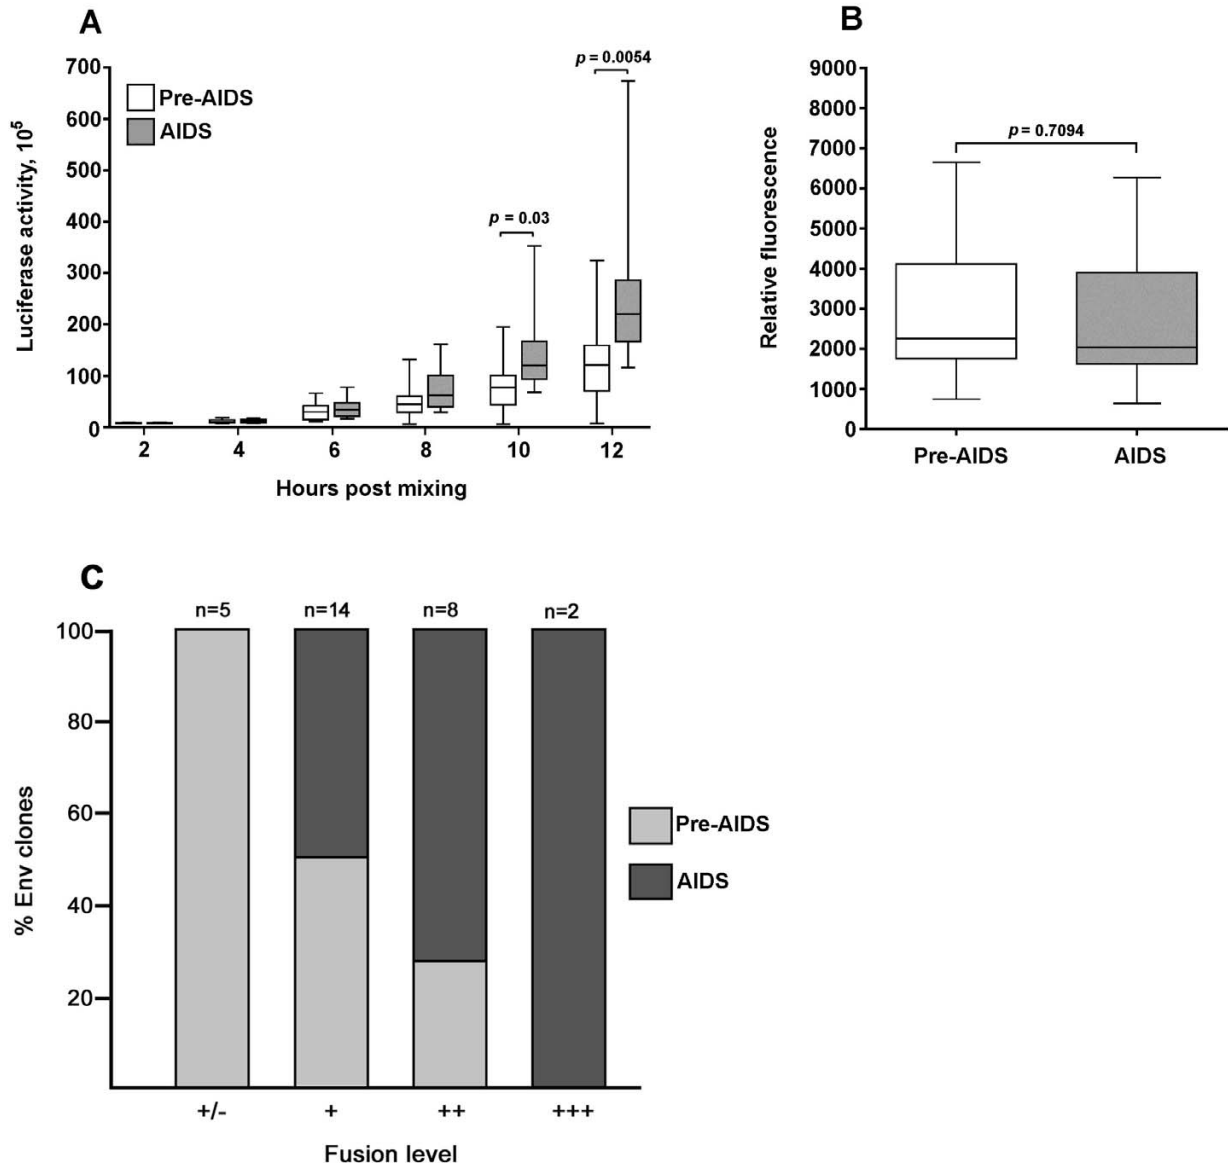 A
p = 0.0054
700
600
500
400
300
200
100
0
Luciferase activity, 10⁵
Pre-AIDS
AIDS
p = 0.03
2 4 6 8 10 12
Hours post mixing
B
9000
8000
7000
6000
5000
4000
3000
2000
1000
0
Relative fluorescence
p = 0.7094
Pre-AIDS AIDS
C
n=5 n=14 n=8 n=2
100
80
60
40
20
% Env clones
Pre-AIDS
AIDS
+/- + ++ +++
Fusion level